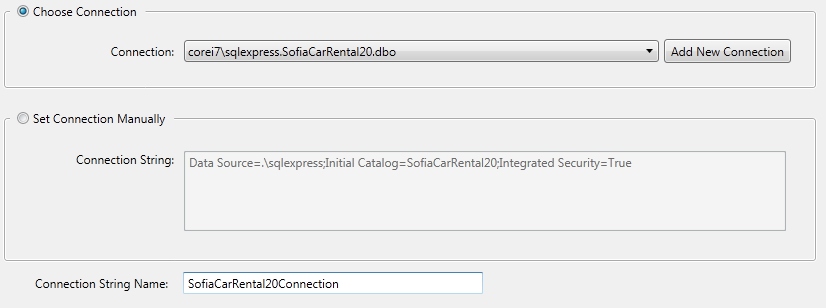 Choose Connection
Connection: corei7\sqlexpress.SofiaCarRental20.dbo Add New Connection
Set Connection Manually
Connection String: Data Source=.\sqlexpress;Initial Catalog=SofiaCarRental20;Integrated Security=True
Connection String Name: SofiaCarRental20Connection